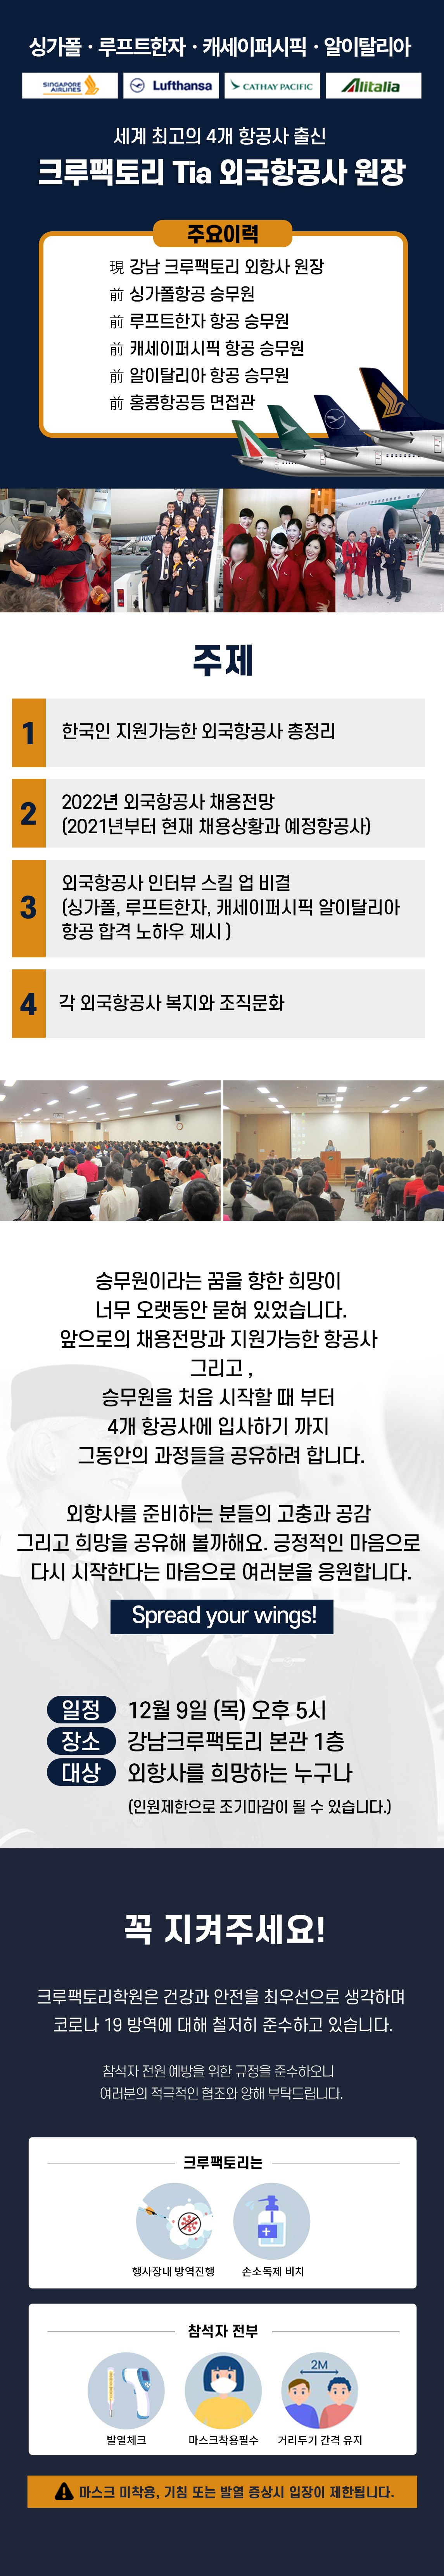 싱가폴 · 루프트한자 · 캐세이퍼시픽 · 알이탈리아
SINGAPORE AIRLINES
Lufthansa
CATHAY PACIFIC
Alitalia
세계 최고의 4개 항공사 출신
크루팩토리 Tia 외국항공사 원장
주요이력
現 강남 크루팩토리 외항사 원장
前 싱가폴항공 승무원
前 루프트한자 항공 승무원
前 캐세이퍼시픽 항공 승무원
前 알이탈리아 항공 승무원
前 홍콩항공등 면접관
주제
1 한국인 지원가능한 외국항공사 총정리
2 2022년 외국항공사 채용전망
(2021년부터 현재 채용상황과 예정항공사)
3 외국항공사 인터뷰 스킬 업 비결
(싱가폴, 루프트한자, 캐세이퍼시픽 알이탈리아
항공 합격 노하우 제시 )
4 각 외국항공사 복지와 조직문화
승무원이라는 꿈을 향한 희망이
너무 오랫동안 묻혀 있었습니다.
앞으로의 채용전망과 지원가능한 항공사
그리고 ,
승무원을 처음 시작할 때 부터
4개 항공사에 입사하기 까지
그동안의 과정들을 공유하려 합니다.
외항사를 준비하는 분들의 고충과 공감
그리고 희망을 공유해 볼까해요. 긍정적인 마음으로
다시 시작한다는 마음으로 여러분을 응원합니다.
Spread your wings!
일정 12월 9일 (목) 오후 5시
장소 강남크루팩토리 본관 1층
대상 외항사를 희망하는 누구나
(인원제한으로 조기마감이 될 수 있습니다.)
꼭 지켜주세요!
크루팩토리학원은 건강과 안전을 최우선으로 생각하며
코로나 19 방역에 대해 철저히 준수하고 있습니다.
참석자 전원 예방을 위한 규정을 준수하오니
여러분의 적극적인 협조와 양해 부탁드립니다.
크루팩토리는
행사장내 방역진행
손소독제 비치
참석자 전부
2M
발열체크
마스크착용필수
거리두기 간격 유지
마스크 미착용, 기침 또는 발열 증상시 입장이 제한됩니다.